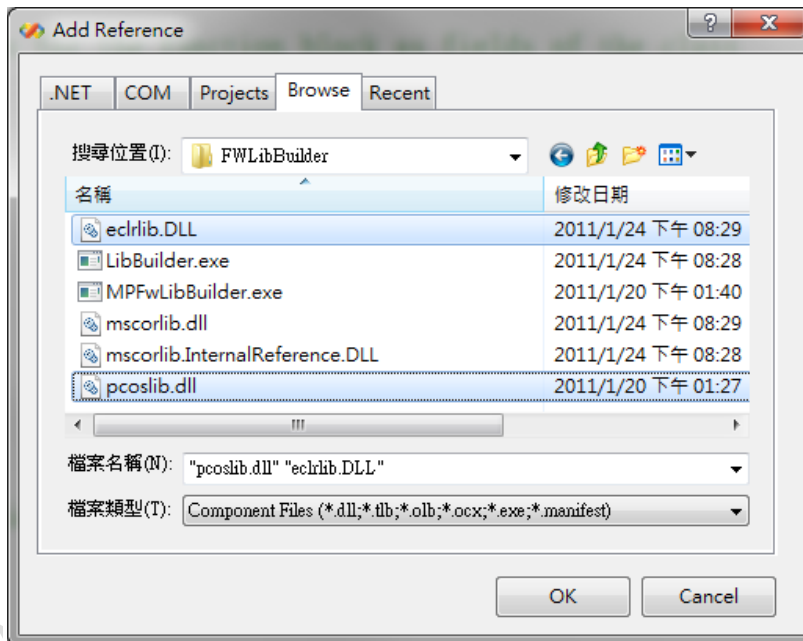 Add Reference
.NET COM Projects Browse Recent
搜尋位置(I): FWLibBuilder
名稱 修改日期
eclrlib.DLL 2011/1/24 下午 08:29
LibBuilder.exe 2011/1/24 下午 08:28
MPFwLibBuilder.exe 2011/1/20 下午 01:40
mscorlib.dll 2011/1/24 下午 08:29
mscorlib.InternalReference.DLL 2011/1/24 下午 08:28
pcoslib.dll 2011/1/20 下午 01:27
檔案名稱(N): "pcoslib.dll" "eclrlib.DLL"
檔案類型(T): Component Files (*.dll;*.tlb;*.olb;*.ocx;*.exe;*.manifest)
OK Cancel